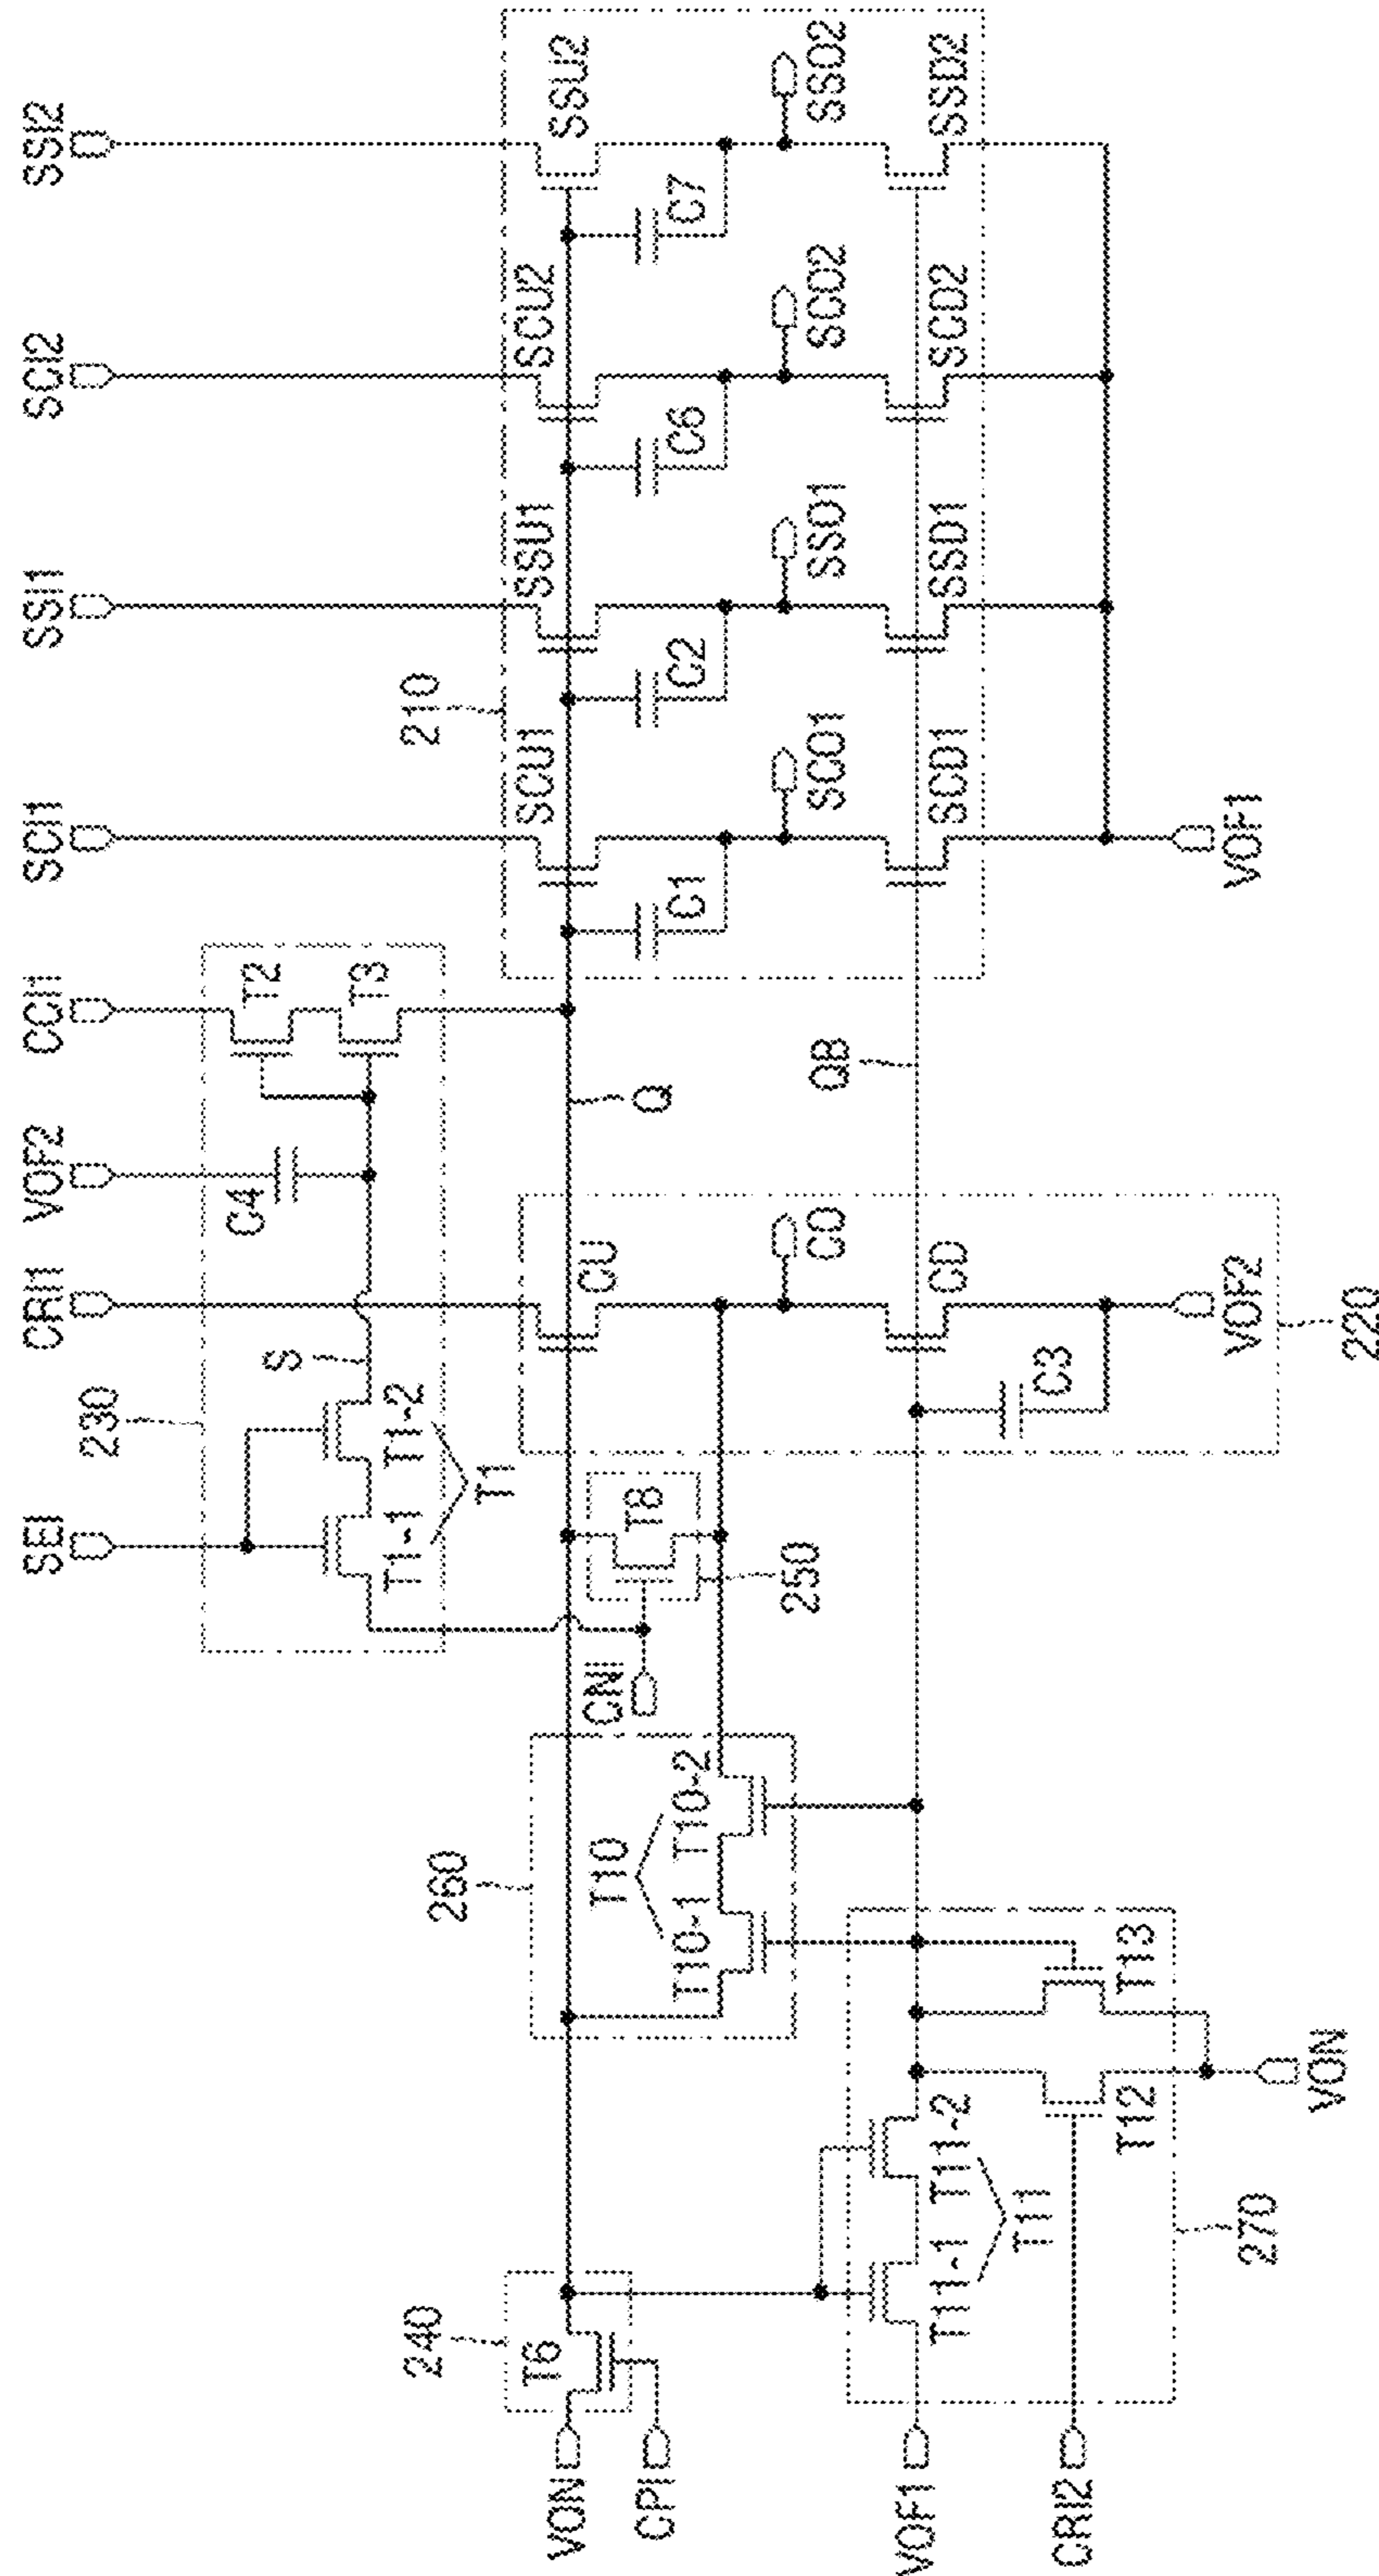 SEI
CRI1
VOF2
CCI1
SCI1
SSI1
SCI2
SSI2
230
S
C4
T2
T3
T1-1
T1-2
T1
210
SCU1
SSU1
SCU2
SSU2
C1
C2
C6
C7
SCO1
SSO1
SCO2
SSO2
SCD1
SSD1
SCD2
SSD2
VOF1
Q
QB
CU
CO
CD
C3
VOF2
220
T8
250
CNI
260
T10
T10-1
T10-2
240
T6
VON
CPI
T11-1
T11-2
T11
T12
T13
VOF1
CRI2
VON
270